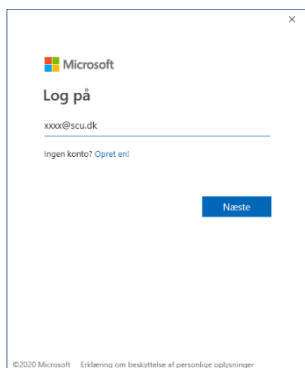 Microsoft
Log på
xxxx@scu.dk
Ingen konto? Opret en!
Næste
©2020 Microsoft Erklæring om beskyttelse af personlige oplysninger